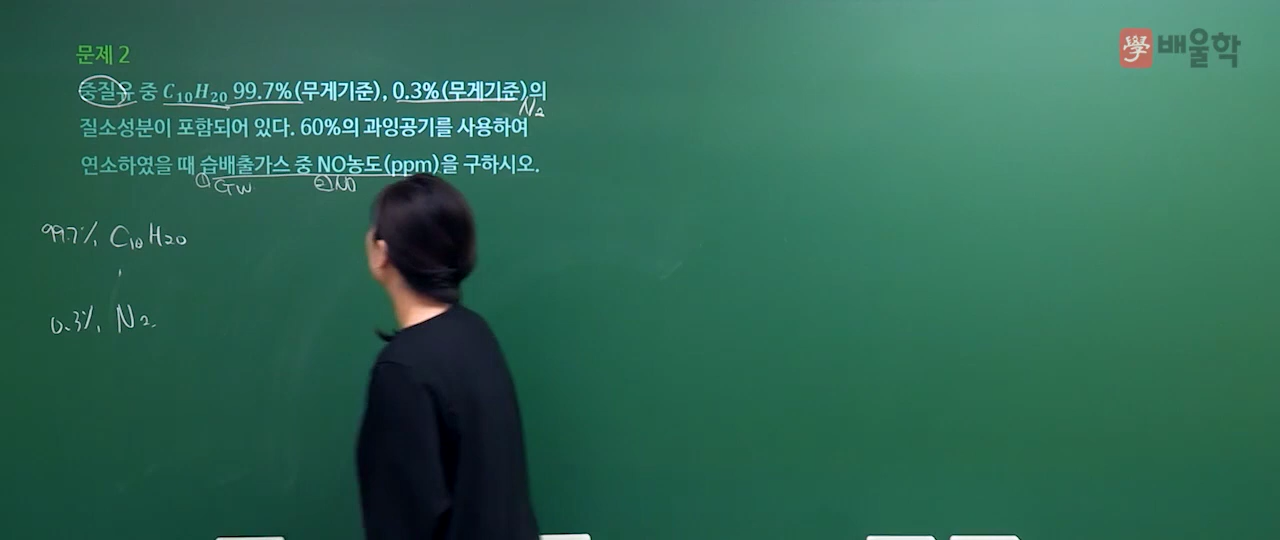 學 배울학
문제 2
중질유 중 C₁₀H₂₀ 99.7%(무게기준), 0.3%(무게기준)의
N₂
질소성분이 포함되어 있다. 60%의 과잉공기를 사용하여
연소하였을 때 습배출가스 중 NO농도(ppm)을 구하시오.
① GW. ② NO
99.7% C₁₀H₂₀
0.3% N₂